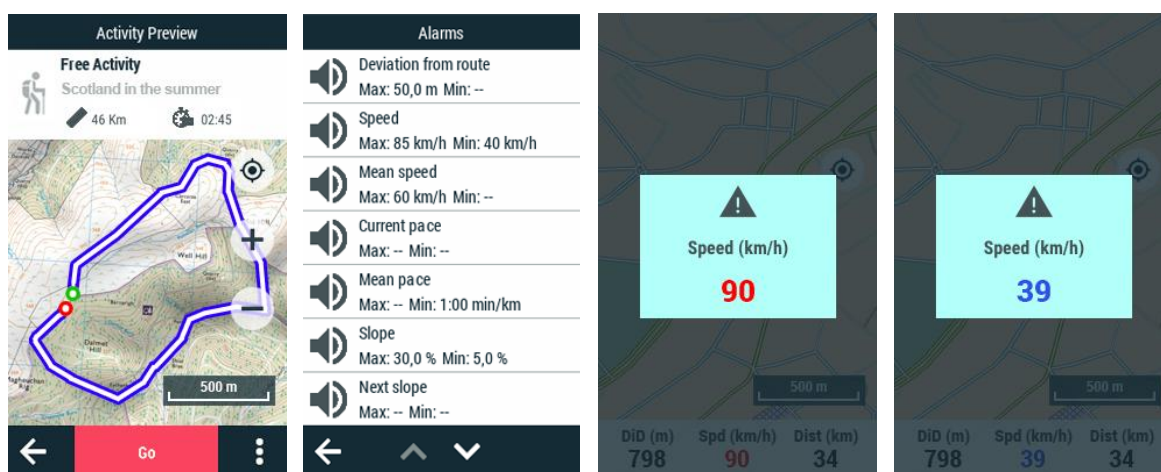 Activity Preview
Free Activity
Scotland in the summer
46 Km 02:45
Well Hill
Dalmet
Hill
500 m
Go
Alarms
Deviation from route
Max: 50,0 m Min: --
Speed
Max: 85 km/h Min: 40 km/h
Mean speed
Max: 60 km/h Min: --
Current pace
Max: -- Min: --
Mean pace
Max: -- Min: 1:00 min/km
Slope
Max: 30,0 % Min: 5,0 %
Next slope
Max: -- Min: --
Speed (km/h)
90
500 m
DiD (m) Spd (km/h) Dist (km)
798 90 34
Speed (km/h)
39
500 m
DiD (m) Spd (km/h) Dist (km)
798 39 34